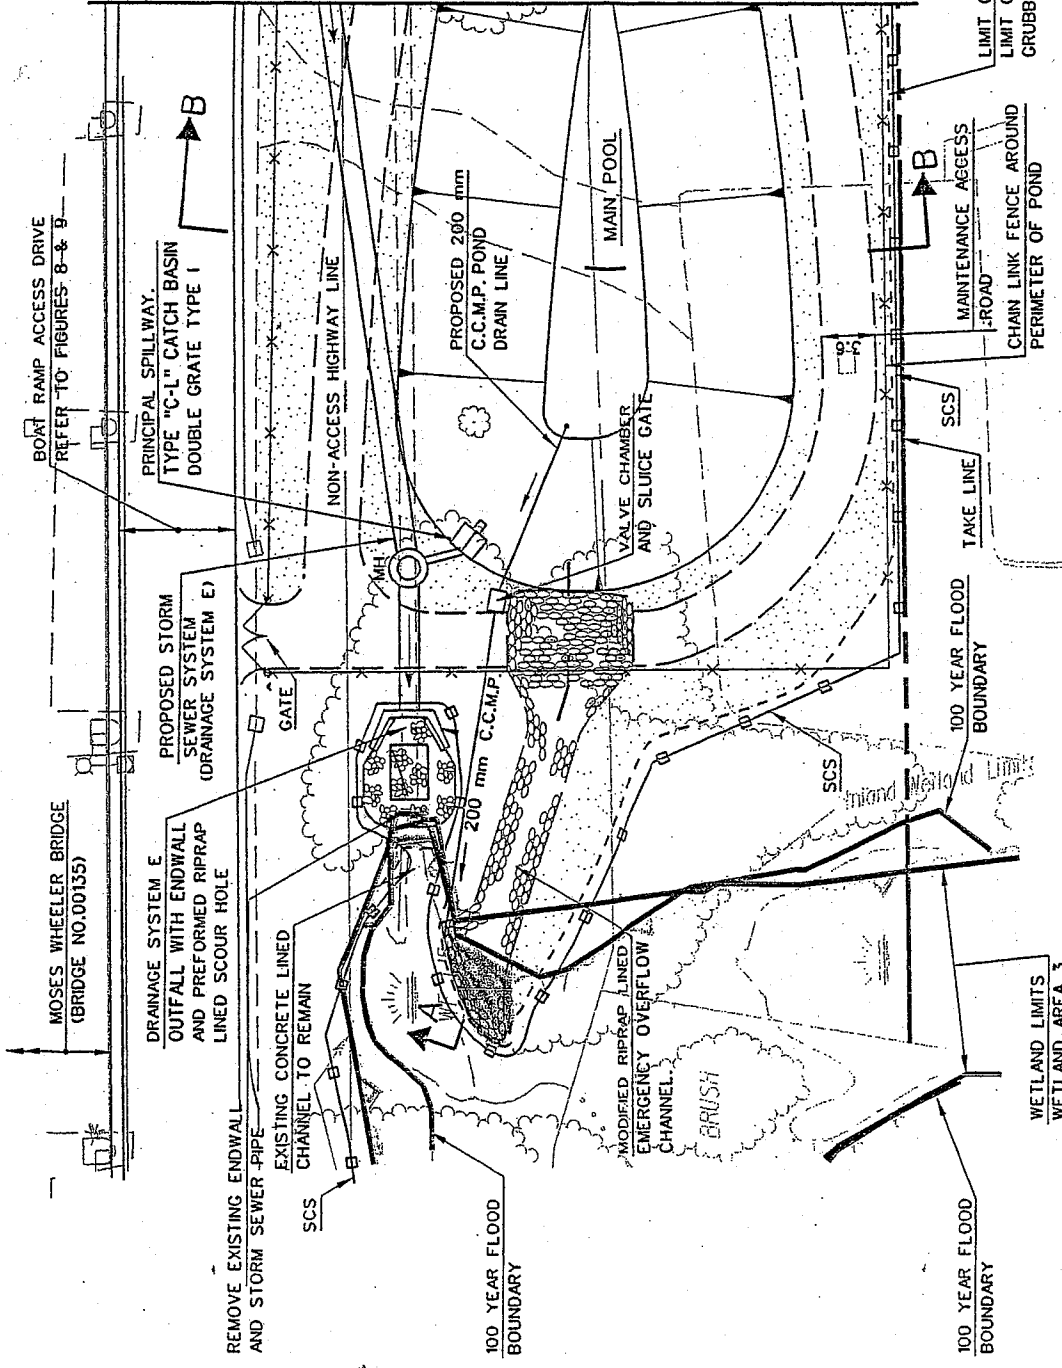 MOSES WHEELER BRIDGE
(BRIDGE NO.00135)
BOAT RAMP ACCESS DRIVE
REFER TO FIGURES 8 & 9
PRINCIPAL SPILLWAY.
TYPE "C-L" CATCH BASIN
DOUBLE GRATE TYPE I
B
PROPOSED STORM
SEWER SYSTEM
(DRAINAGE SYSTEM E)
DRAINAGE SYSTEM E
OUTFALL WITH ENDWALL
AND PREFORMED RIPRAP
LINED SCOUR HOLE
REMOVE EXISTING ENDWALL
AND STORM SEWER PIPE
GATE
NON-ACCESS HIGHWAY LINE
EXISTING CONCRETE LINED
CHANNEL TO REMAIN
SCS
MH
PROPOSED 200 mm
C.C.M.P. POND
DRAIN LINE
200 mm C.C.M.P
MAIN POOL
VALVE CHAMBER
AND SLUICE GATE
A
100 YEAR FLOOD
BOUNDARY
MODIFIED RIPRAP LINED
EMERGENCY OVERFLOW
CHANNEL.
BRUSH
SCS
Inland Wetland Limits
3.6
B
MAINTENANCE ACCESS
ROAD
CHAIN LINK FENCE AROUND
PERIMETER OF POND
SCS
TAKE LINE
100 YEAR FLOOD
BOUNDARY
100 YEAR FLOOD
BOUNDARY
WETLAND LIMITS
WETLAND AREA 3
LIMIT
LIMIT
GRUBB